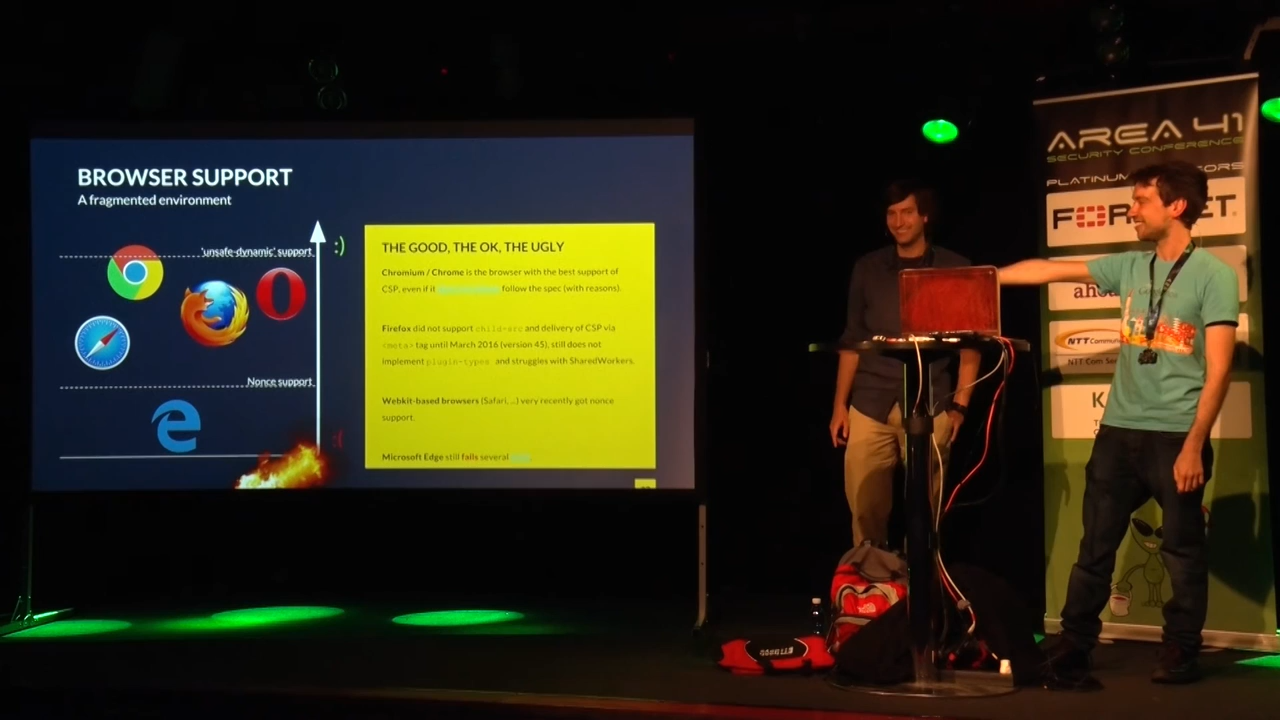 BROWSER SUPPORT
A fragmented environment
'unsafe-dynamic' support
:)
Nonce support
:(
THE GOOD, THE OK, THE UGLY
Chromium / Chrome is the browser with the best support of
CSP, even if it follow the spec (with reasons).
Firefox did not support child-src and delivery of CSP via
<meta> tag until March 2016 (version 45), still does not
implement plugin-types and struggles with SharedWorkers.
Webkit-based browsers (Safari, ..) very recently got nonce
support.
Microsoft Edge still fails several
AREA 41
SECURITY CONFERENCE
PLATINUM
NTT Commun
NTT Com Se